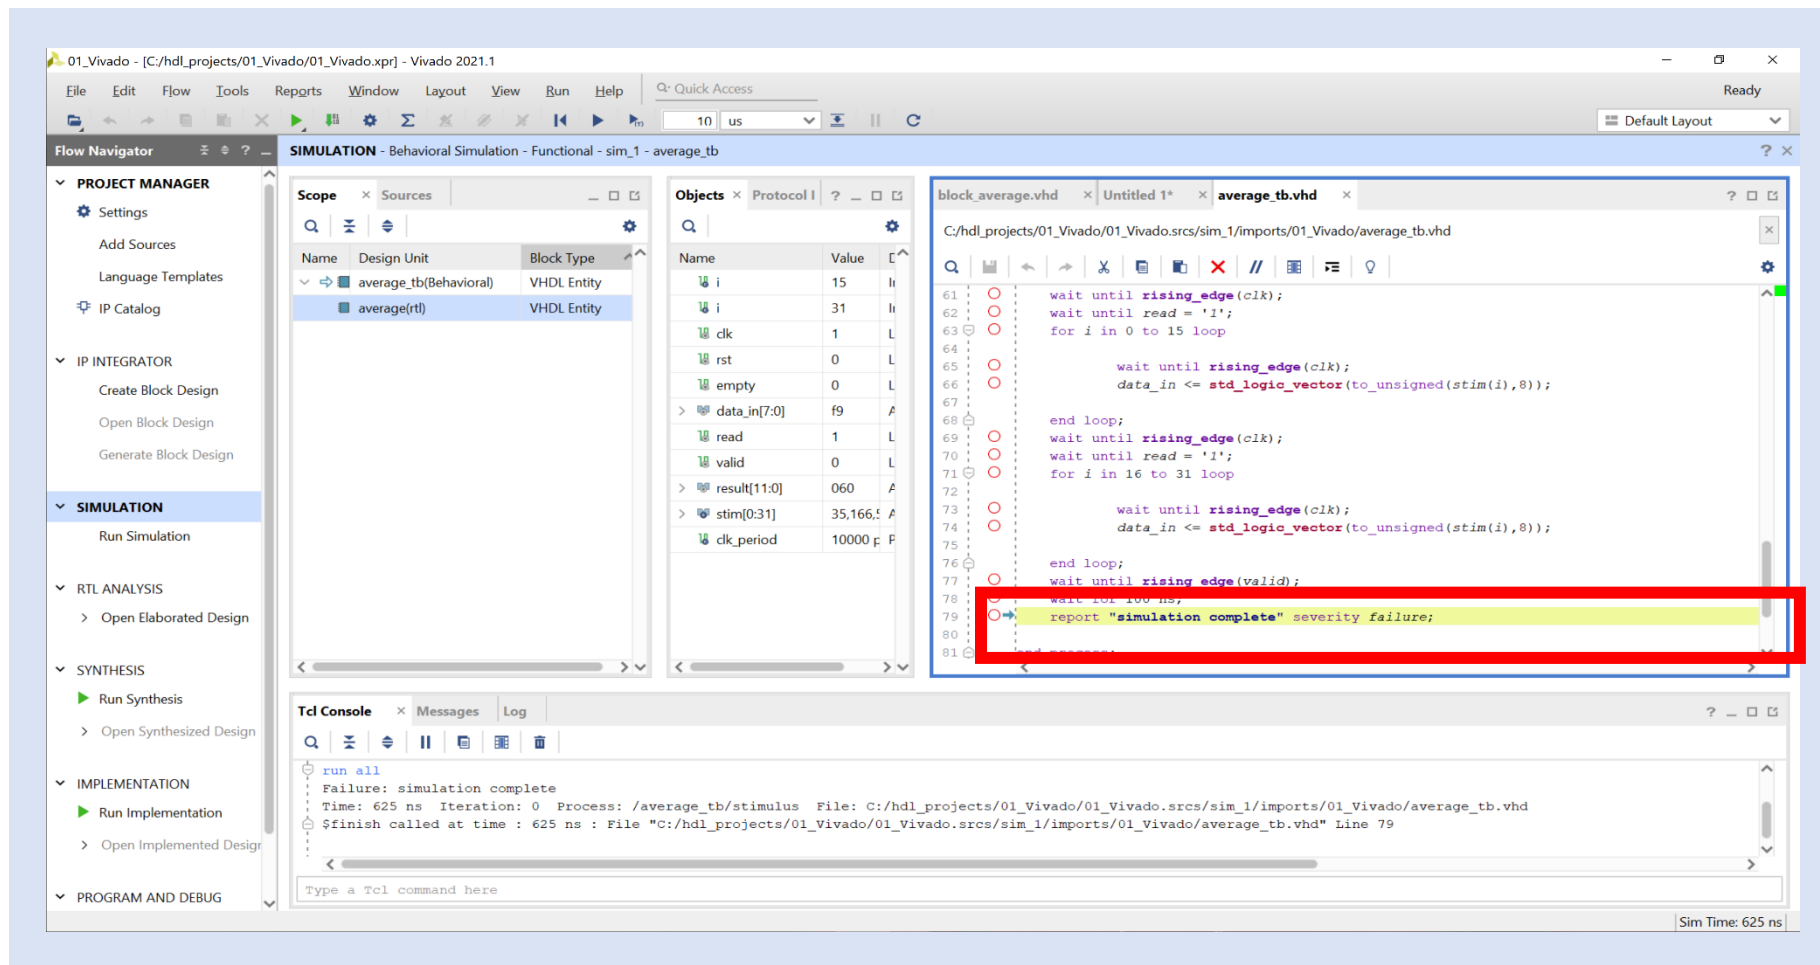 01_Vivado - [C:/hdl_projects/01_Vivado/01_Vivado.xpr] - Vivado 2021.1
File Edit Flow Tools Reports Window Layout View Run Help Quick Access Ready
10 us Default Layout
Flow Navigator
SIMULATION - Behavioral Simulation - Functional - sim_1 - average_tb
PROJECT MANAGER
Settings
Add Sources
Language Templates
IP Catalog
IP INTEGRATOR
Create Block Design
Open Block Design
Generate Block Design
SIMULATION
Run Simulation
RTL ANALYSIS
Open Elaborated Design
SYNTHESIS
Run Synthesis
Open Synthesized Design
IMPLEMENTATION
Run Implementation
Open Implemented Desigr
PROGRAM AND DEBUG
Scope Sources
Name Design Unit Block Type
average_tb(Behavioral) VHDL Entity
average(rtl) VHDL Entity
Objects Protocol I
Name Value
i 15
i 31
clk 1
rst 0
empty 0
data_in[7:0] f9
read 1
valid 0
result[11:0] 060
stim[0:31] 35,166,5
clk_period 10000 p
block_average.vhd Untitled 1* average_tb.vhd
C:/hdl_projects/01_Vivado/01_Vivado.srcs/sim_1/imports/01_Vivado/average_tb.vhd
61 wait until rising_edge(clk);
62 wait until read = '1';
63 for i in 0 to 15 loop
64
65 wait until rising_edge(clk);
66 data_in <= std_logic_vector(to_unsigned(stim(i),8));
67
68 end loop;
69 wait until rising_edge(clk);
70 wait until read = '1';
71 for i in 16 to 31 loop
72
73 wait until rising_edge(clk);
74 data_in <= std_logic_vector(to_unsigned(stim(i),8));
75
76 end loop;
77 wait until rising_edge(valid);
78 wait for 100 ns;
79 report "simulation complete" severity failure;
80
81 end process;
Tcl Console Messages Log
run all
Failure: simulation complete
Time: 625 ns Iteration: 0 Process: /average_tb/stimulus File: C:/hdl_projects/01_Vivado/01_Vivado.srcs/sim_1/imports/01_Vivado/average_tb.vhd
$finish called at time : 625 ns : File "C:/hdl_projects/01_Vivado/01_Vivado.srcs/sim_1/imports/01_Vivado/average_tb.vhd" Line 79
Type a Tcl command here
Sim Time: 625 ns